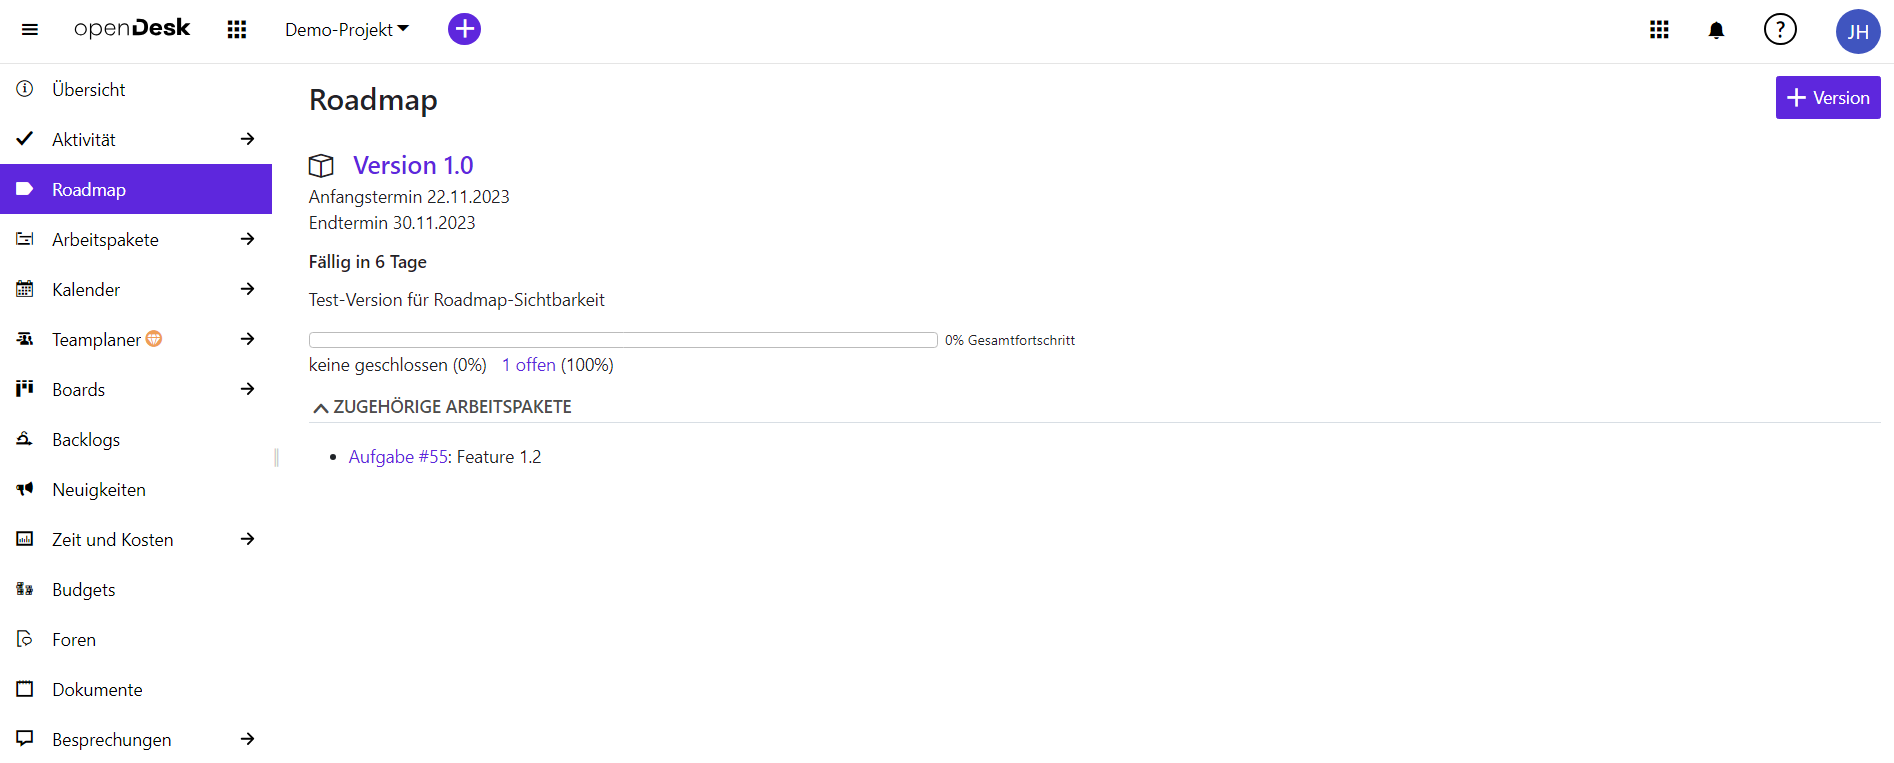 openDesk
Demo-Projekt
?
JH
Übersicht
Aktivität
Roadmap
Arbeitspakete
Kalender
Teamplaner
Boards
Backlogs
Neuigkeiten
Zeit und Kosten
Budgets
Foren
Dokumente
Besprechungen
Roadmap
+ Version
Version 1.0
Anfangstermin 22.11.2023
Endtermin 30.11.2023
Fällig in 6 Tage
Test-Version für Roadmap-Sichtbarkeit
0% Gesamtfortschritt
keine geschlossen (0%) 1 offen (100%)
ZUGEHÖRIGE ARBEITSPAKETE
• Aufgabe #55: Feature 1.2